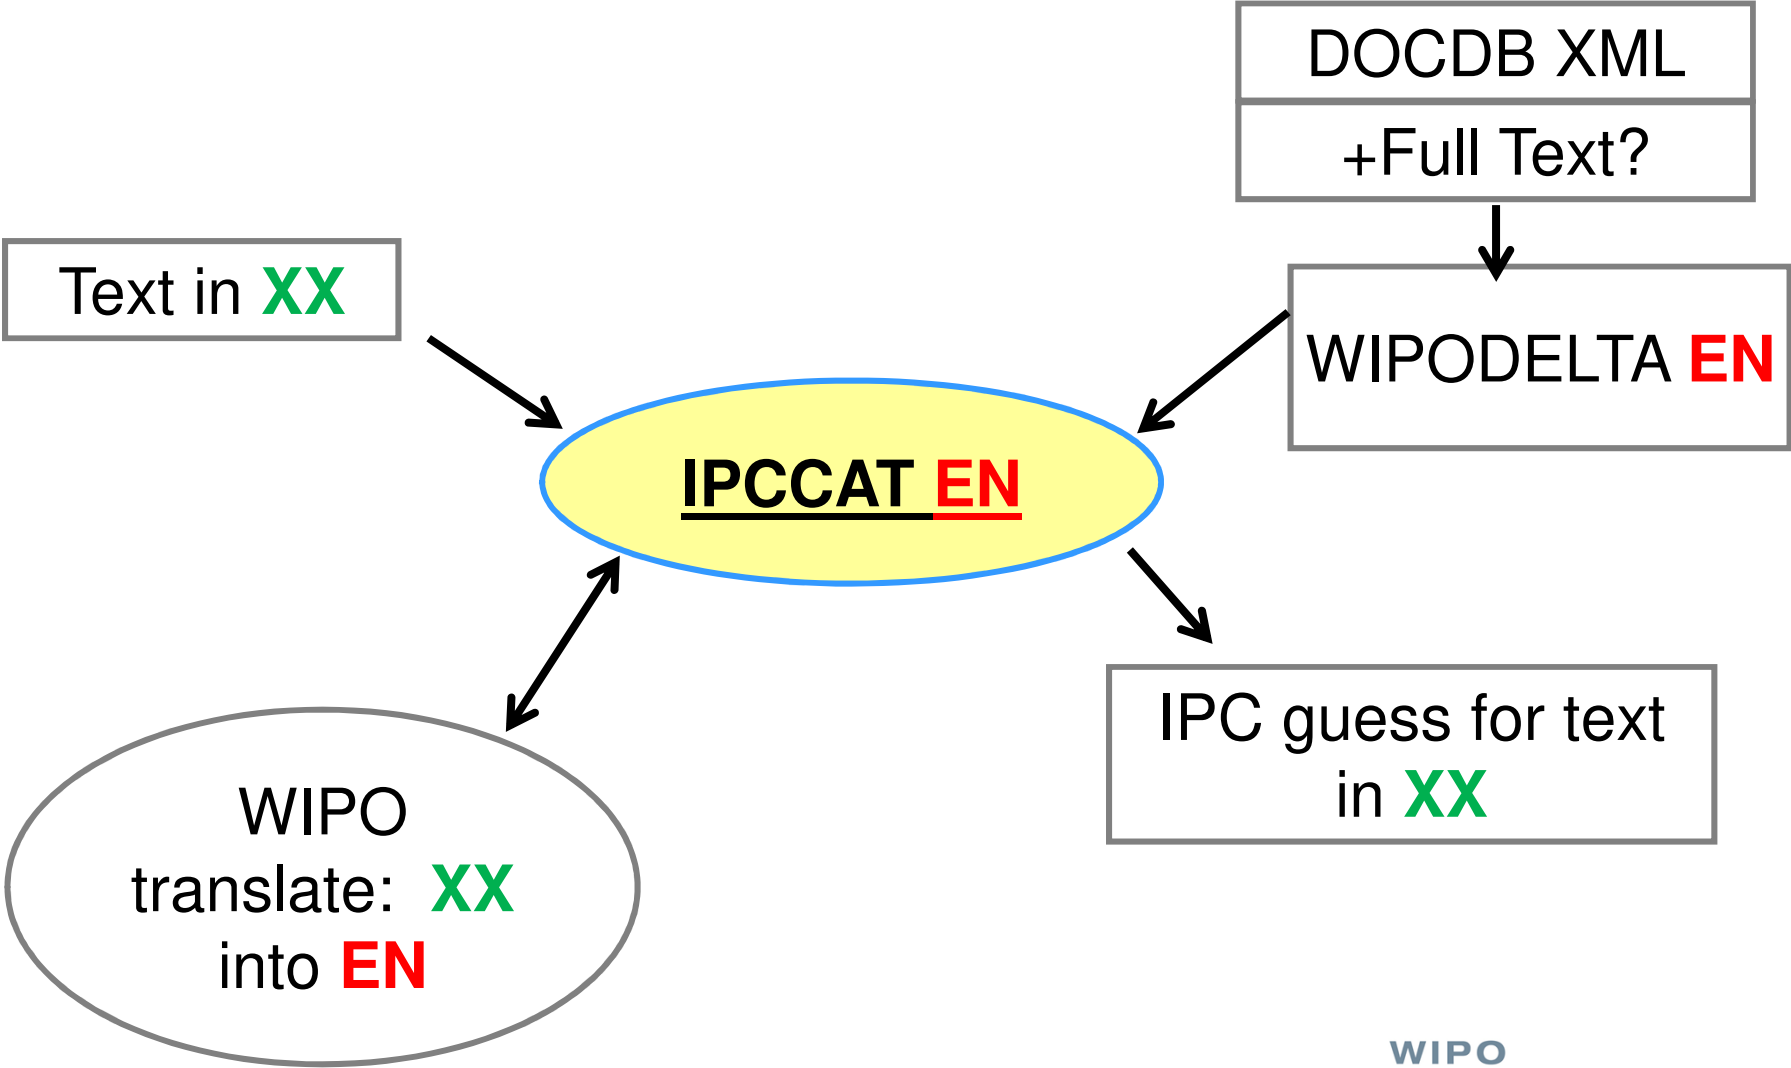 DOCDB XML
+Full Text?
Text in XX
WIPODELTA EN
IPCCAT EN
IPC guess for text
in XX
WIPO
translate: XX
into EN
WIPO